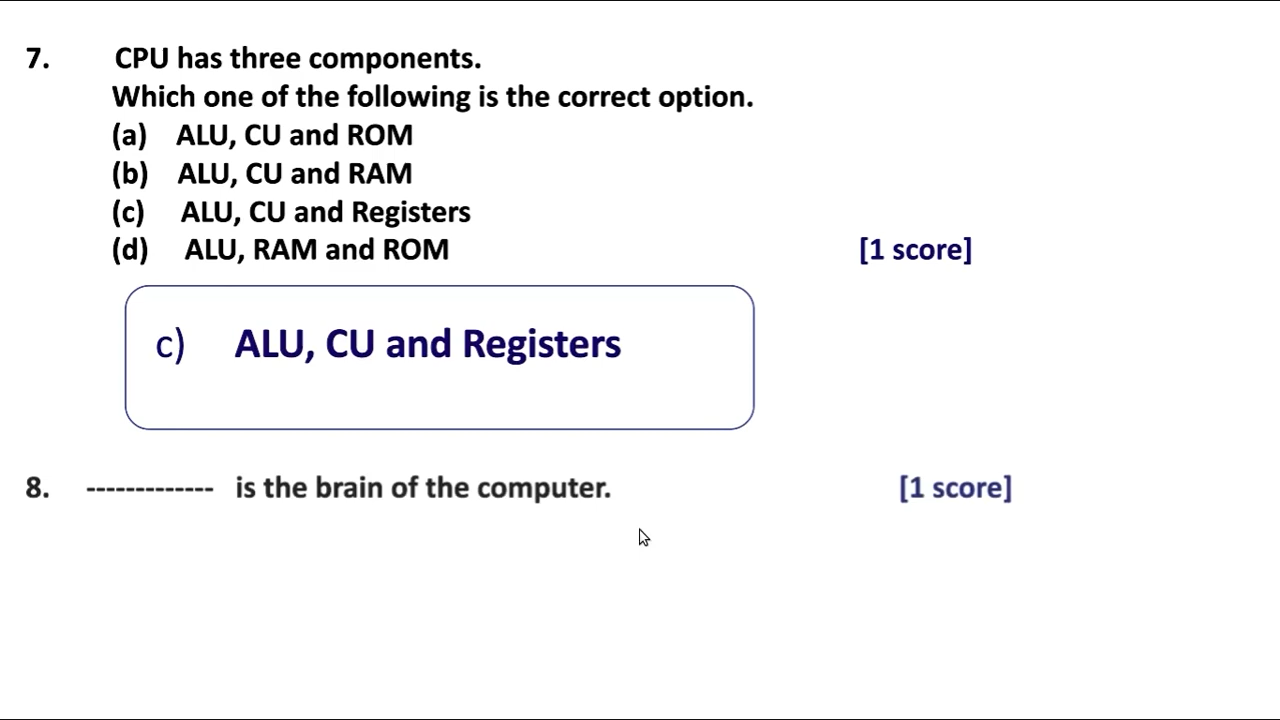 7. CPU has three components.
Which one of the following is the correct option.
(a) ALU, CU and ROM
(b) ALU, CU and RAM
(c) ALU, CU and Registers
(d) ALU, RAM and ROM [1 score]
c) ALU, CU and Registers
8. ------------- is the brain of the computer. [1 score]